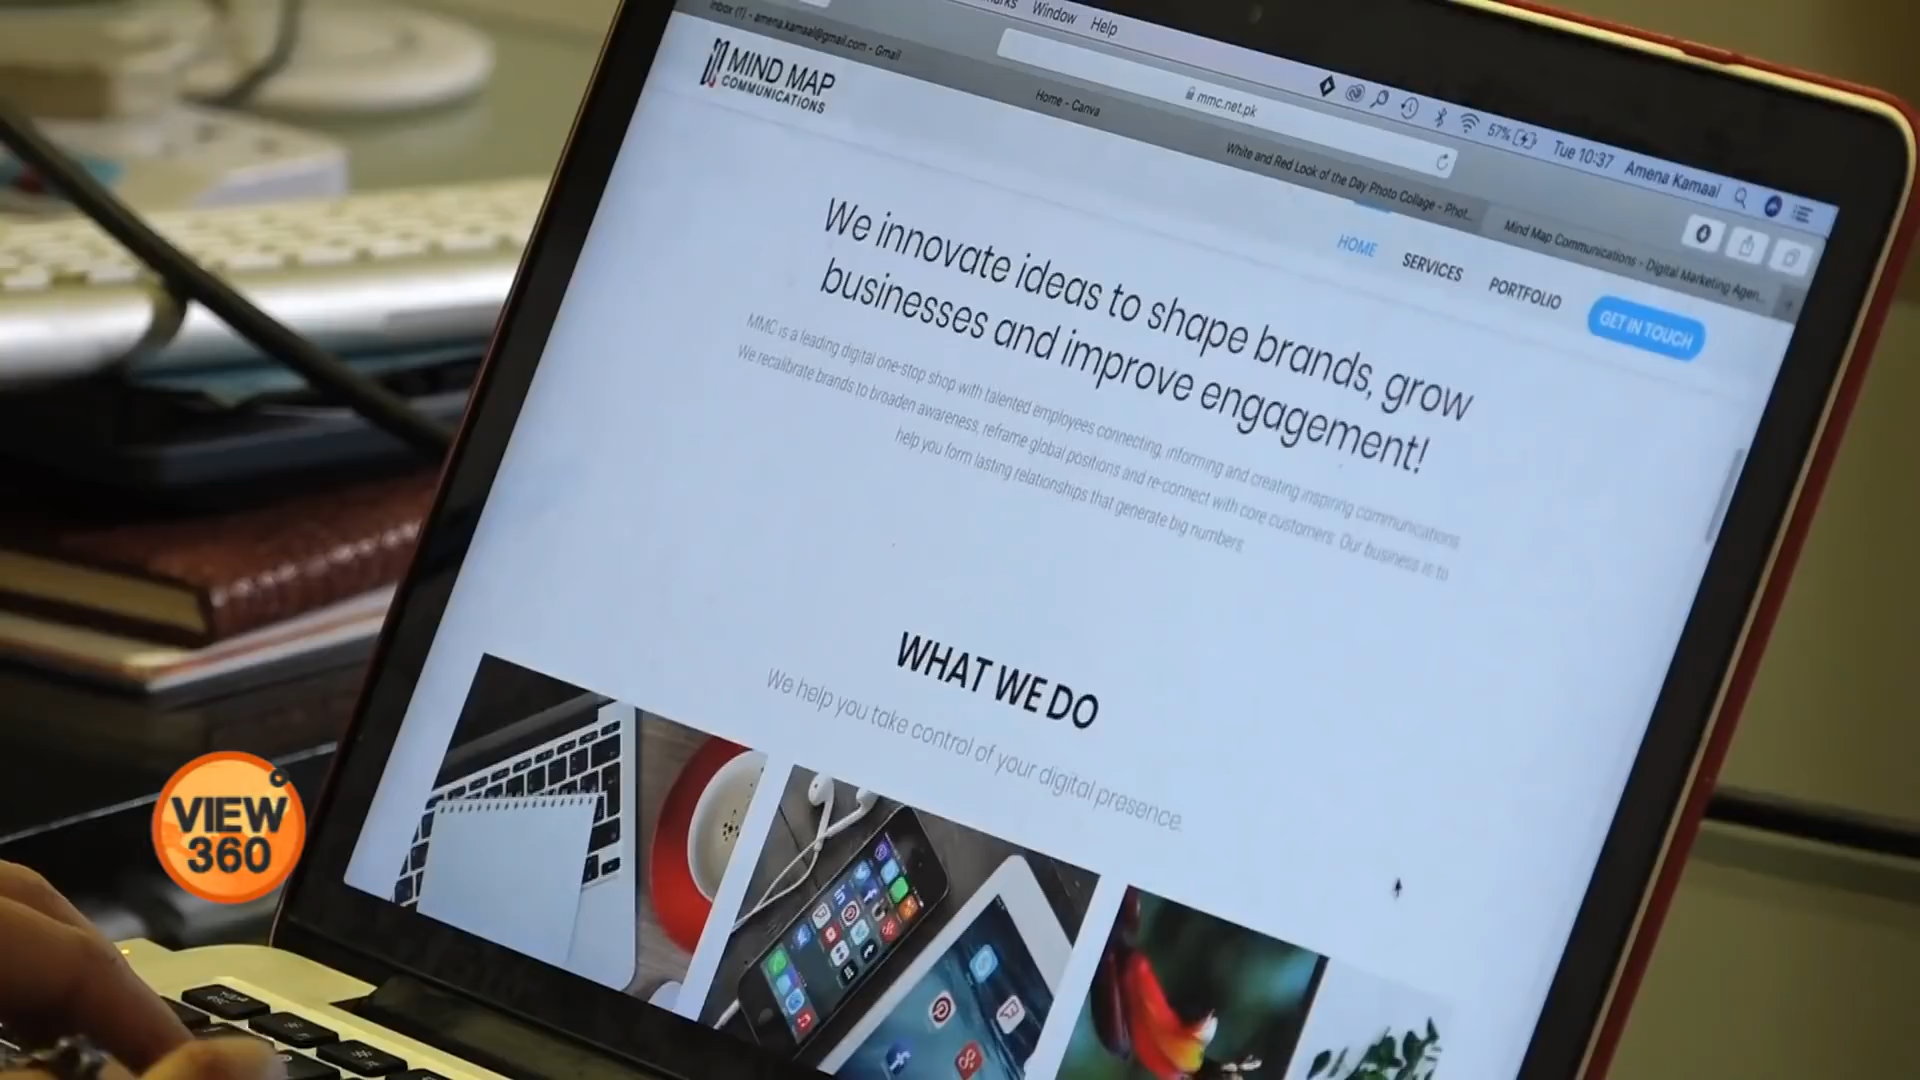 Window Help
Inbox (1) - amena.kamaal@gmail.com - Gmail
Home - Canva
mmc.net.pk
White and Red Look of the Day Photo Collage - Phot...
Mind Map Communications - Digital Marketing Agen...
57%
Tue 10:37 Amena Kamaal
MIND MAP
COMMUNICATIONS
HOME SERVICES PORTFOLIO GET IN TOUCH
We innovate ideas to shape brands, grow
businesses and improve engagement!
MMC is a leading digital one-stop shop with talented employees connecting, informing and creating inspiring communications.
We recalibrate brands to broaden awareness, reframe global positions and re-connect with core customers. Our business is to
help you form lasting relationships that generate big numbers.
WHAT WE DO
We help you take control of your digital presence.
VIEW
360
esc